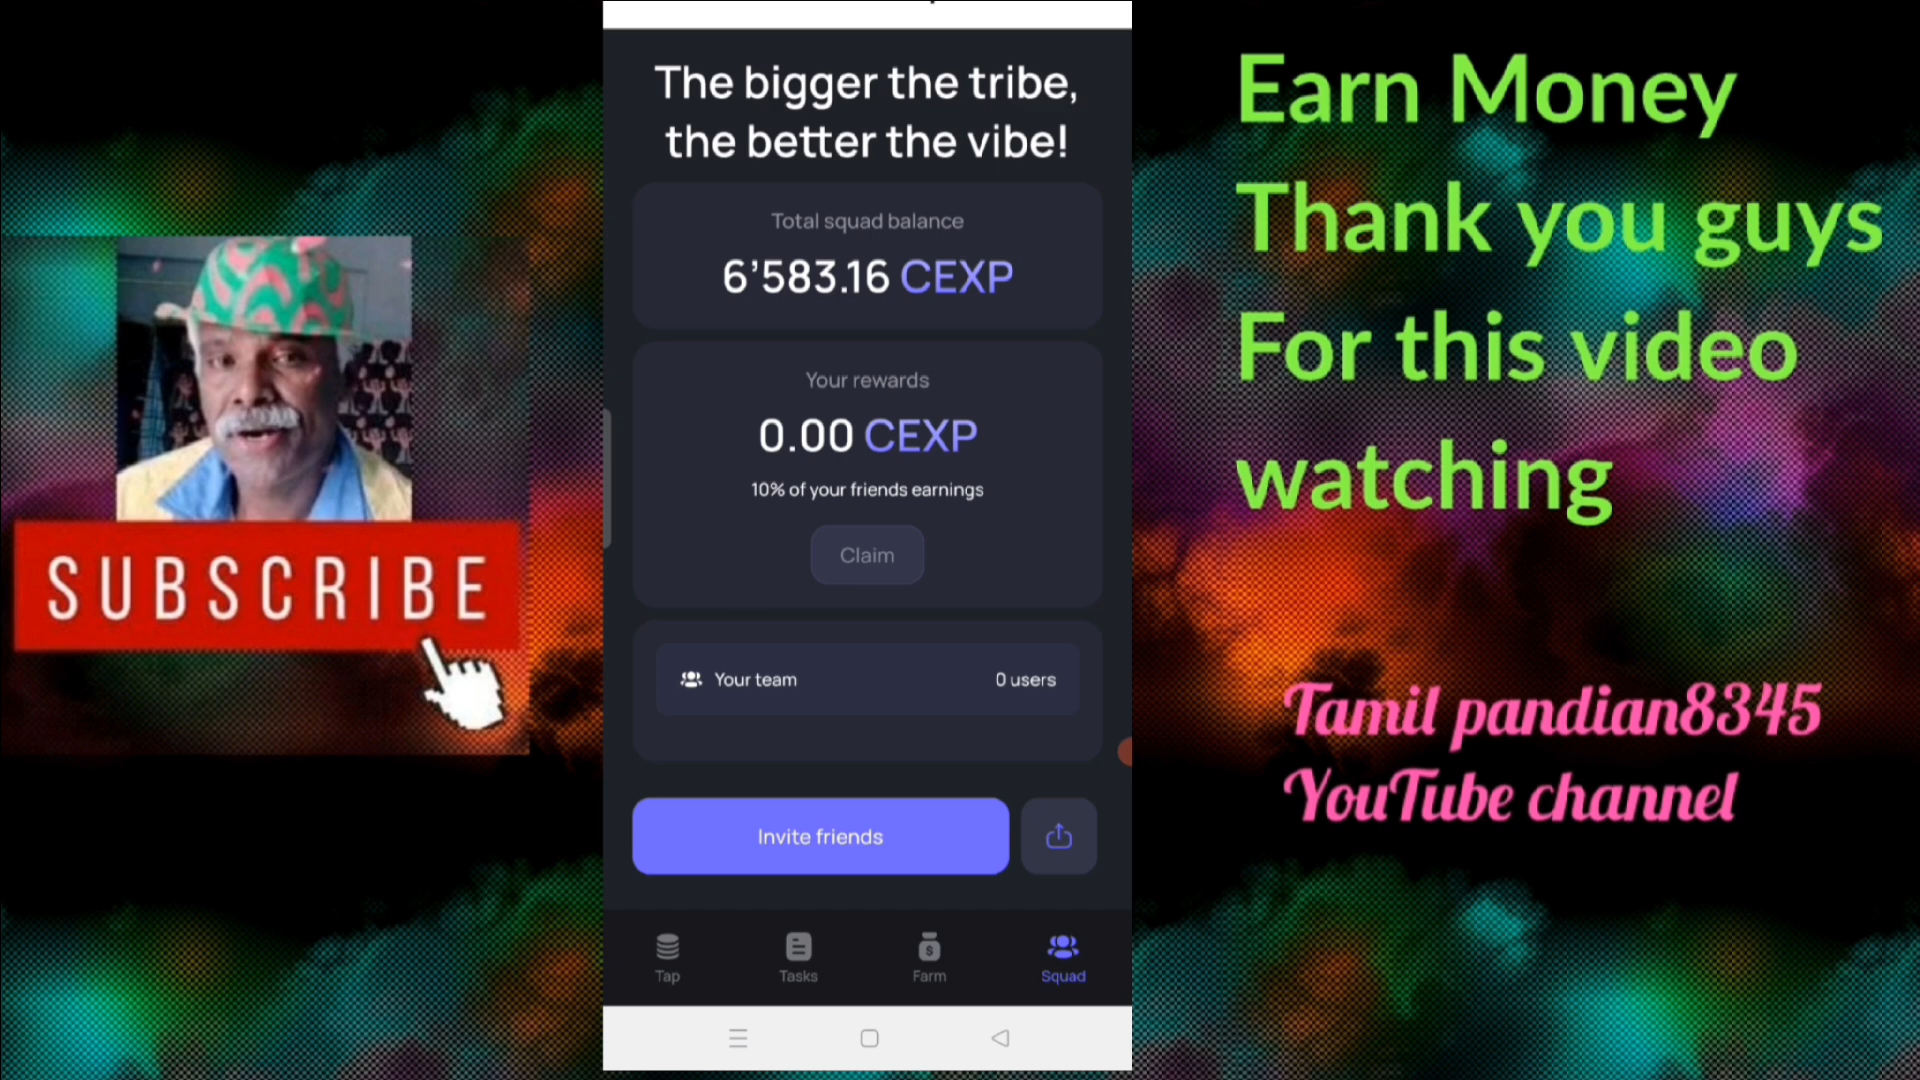 SUBSCRIBE
The bigger the tribe,
the better the vibe!
Total squad balance
6’583.16 CEXP
Your rewards
0.00 CEXP
10% of your friends earnings
Claim
Your team
0 users
Invite friends
Tap
Tasks
Farm
Squad
Earn Money
Thank you guys
For this video
watching
Tamil pandian8345
YouTube channel